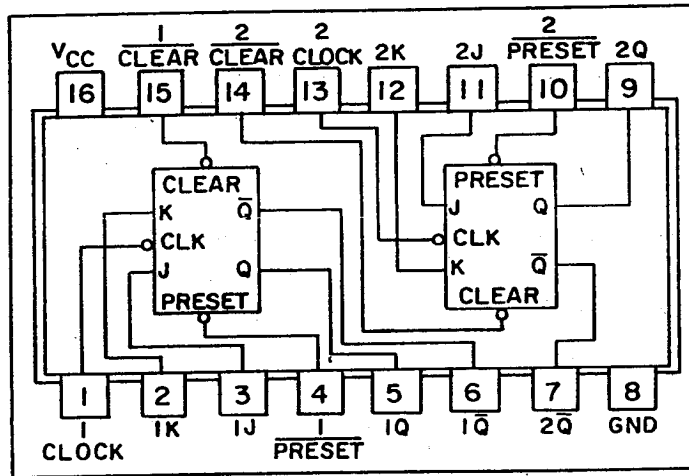 1 2 2 2
V̅CC CLEAR CLEAR CLOCK 2K 2J PRESET 2Q
16 15 14 13 12 11 10 9
CLEAR
K Q̅
CLK
J Q
PRESET
PRESET
J Q
CLK
K Q̅
CLEAR
1 2 3 4 5 6 7 8
1 1K 1J 1 1Q 1Q̅ 2Q̅ GND
CLOCK PRESET